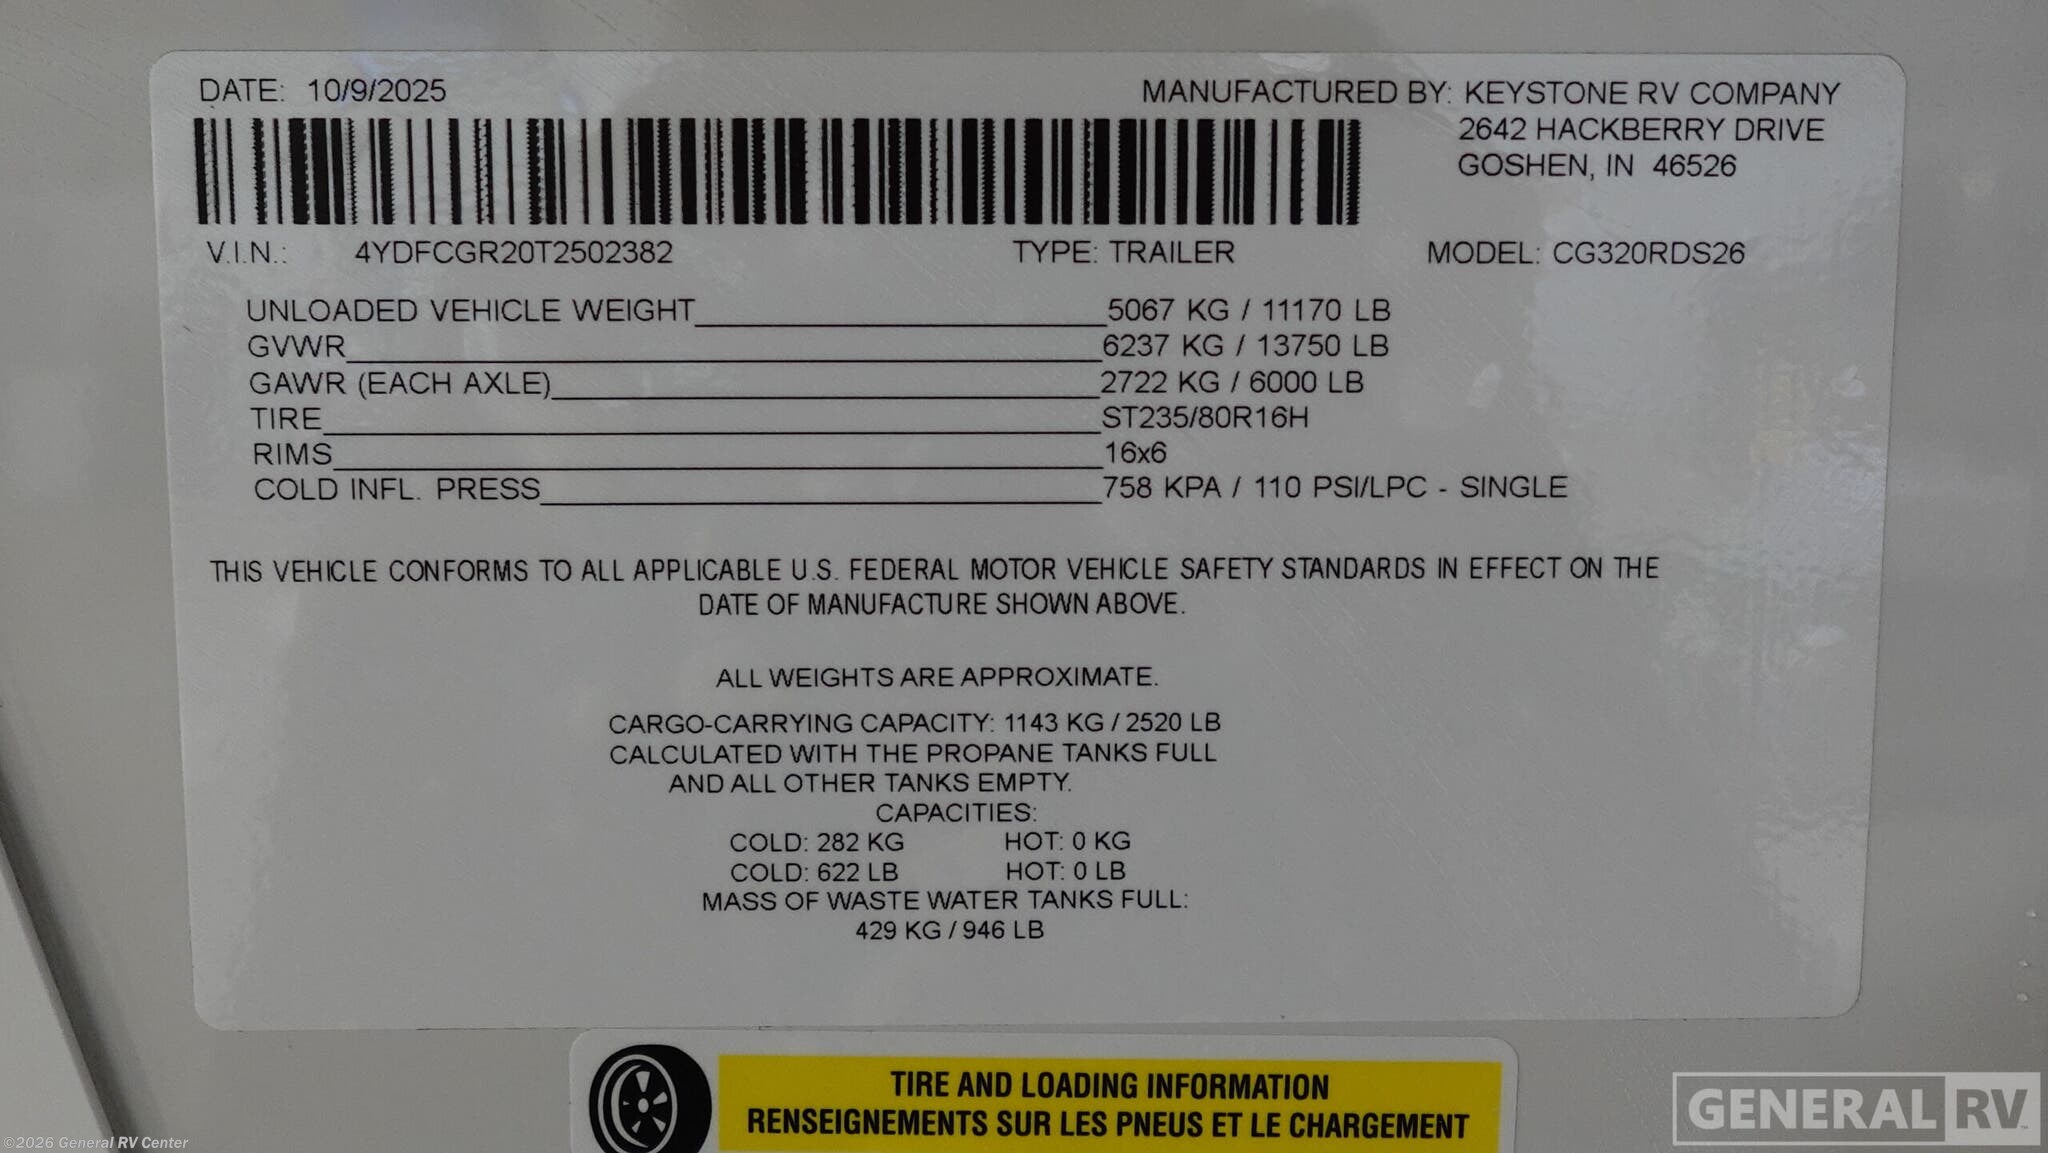 DATE: 10/9/2025
MANUFACTURED BY: KEYSTONE RV COMPANY
2642 HACKBERRY DRIVE
GOSHEN, IN 46526
V.I.N.: 4YDFCGR20T2502382 TYPE: TRAILER MODEL: CG320RDS26
UNLOADED VEHICLE WEIGHT 5067 KG / 11170 LB
GVWR 6237 KG / 13750 LB
GAWR (EACH AXLE) 2722 KG / 6000 LB
TIRE ST235/80R16H
RIMS 16x6
COLD INFL. PRESS 758 KPA / 110 PSI/LPC - SINGLE
THIS VEHICLE CONFORMS TO ALL APPLICABLE U.S. FEDERAL MOTOR VEHICLE SAFETY STANDARDS IN EFFECT ON THE
DATE OF MANUFACTURE SHOWN ABOVE.
ALL WEIGHTS ARE APPROXIMATE.
CARGO-CARRYING CAPACITY: 1143 KG / 2520 LB
CALCULATED WITH THE PROPANE TANKS FULL
AND ALL OTHER TANKS EMPTY.
CAPACITIES:
COLD: 282 KG HOT: 0 KG
COLD: 622 LB HOT: 0 LB
MASS OF WASTE WATER TANKS FULL:
429 KG / 946 LB
TIRE AND LOADING INFORMATION
RENSEIGNEMENTS SUR LES PNEUS ET LE CHARGEMENT
GENERAL RV
©2026 General RV Center